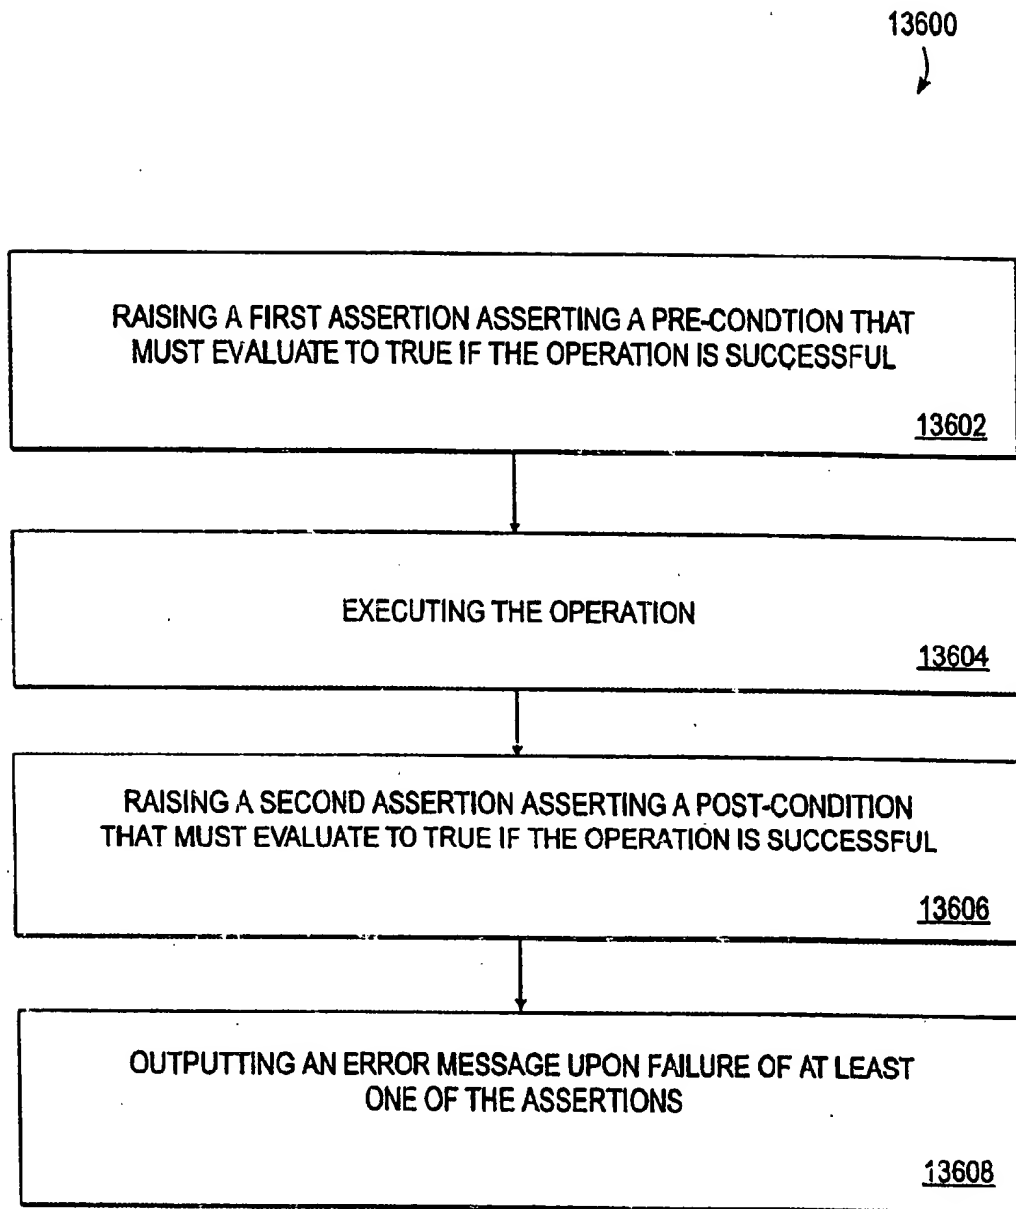 13600
RAISING A FIRST ASSERTION ASSERTING A PRE-CONDTION THAT
MUST EVALUATE TO TRUE IF THE OPERATION IS SUCCESSFUL
13602
EXECUTING THE OPERATION
13604
RAISING A SECOND ASSERTION ASSERTING A POST-CONDITION
THAT MUST EVALUATE TO TRUE IF THE OPERATION IS SUCCESSFUL
13606
OUTPUTTING AN ERROR MESSAGE UPON FAILURE OF AT LEAST
ONE OF THE ASSERTIONS
13608